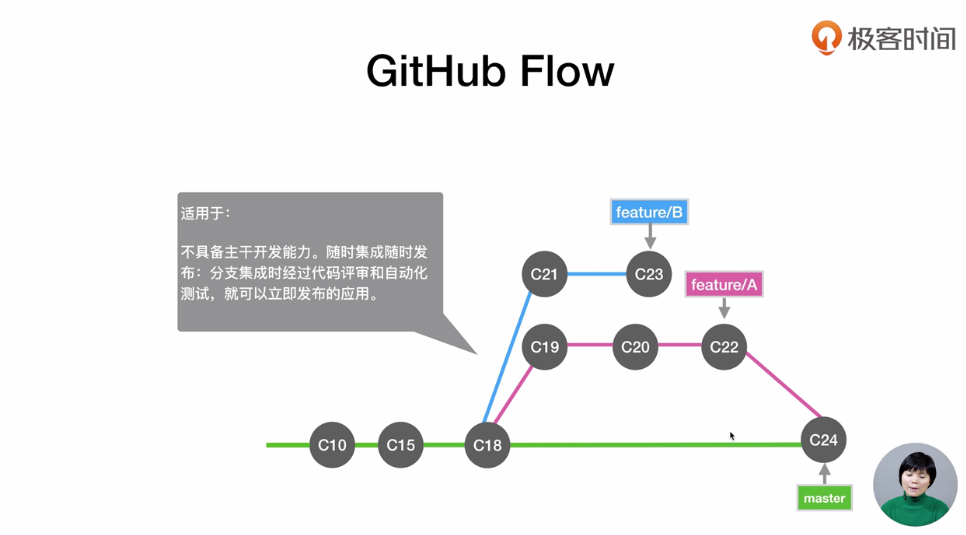 极客时间
GitHub Flow
适用于：
不具备主干开发能力。随时集成随时发
布：分支集成时经过代码评审和自动化
测试，就可以立即发布的应用。
feature/B
C21
C23
feature/A
C19
C20
C22
C10
C15
C18
C24
master